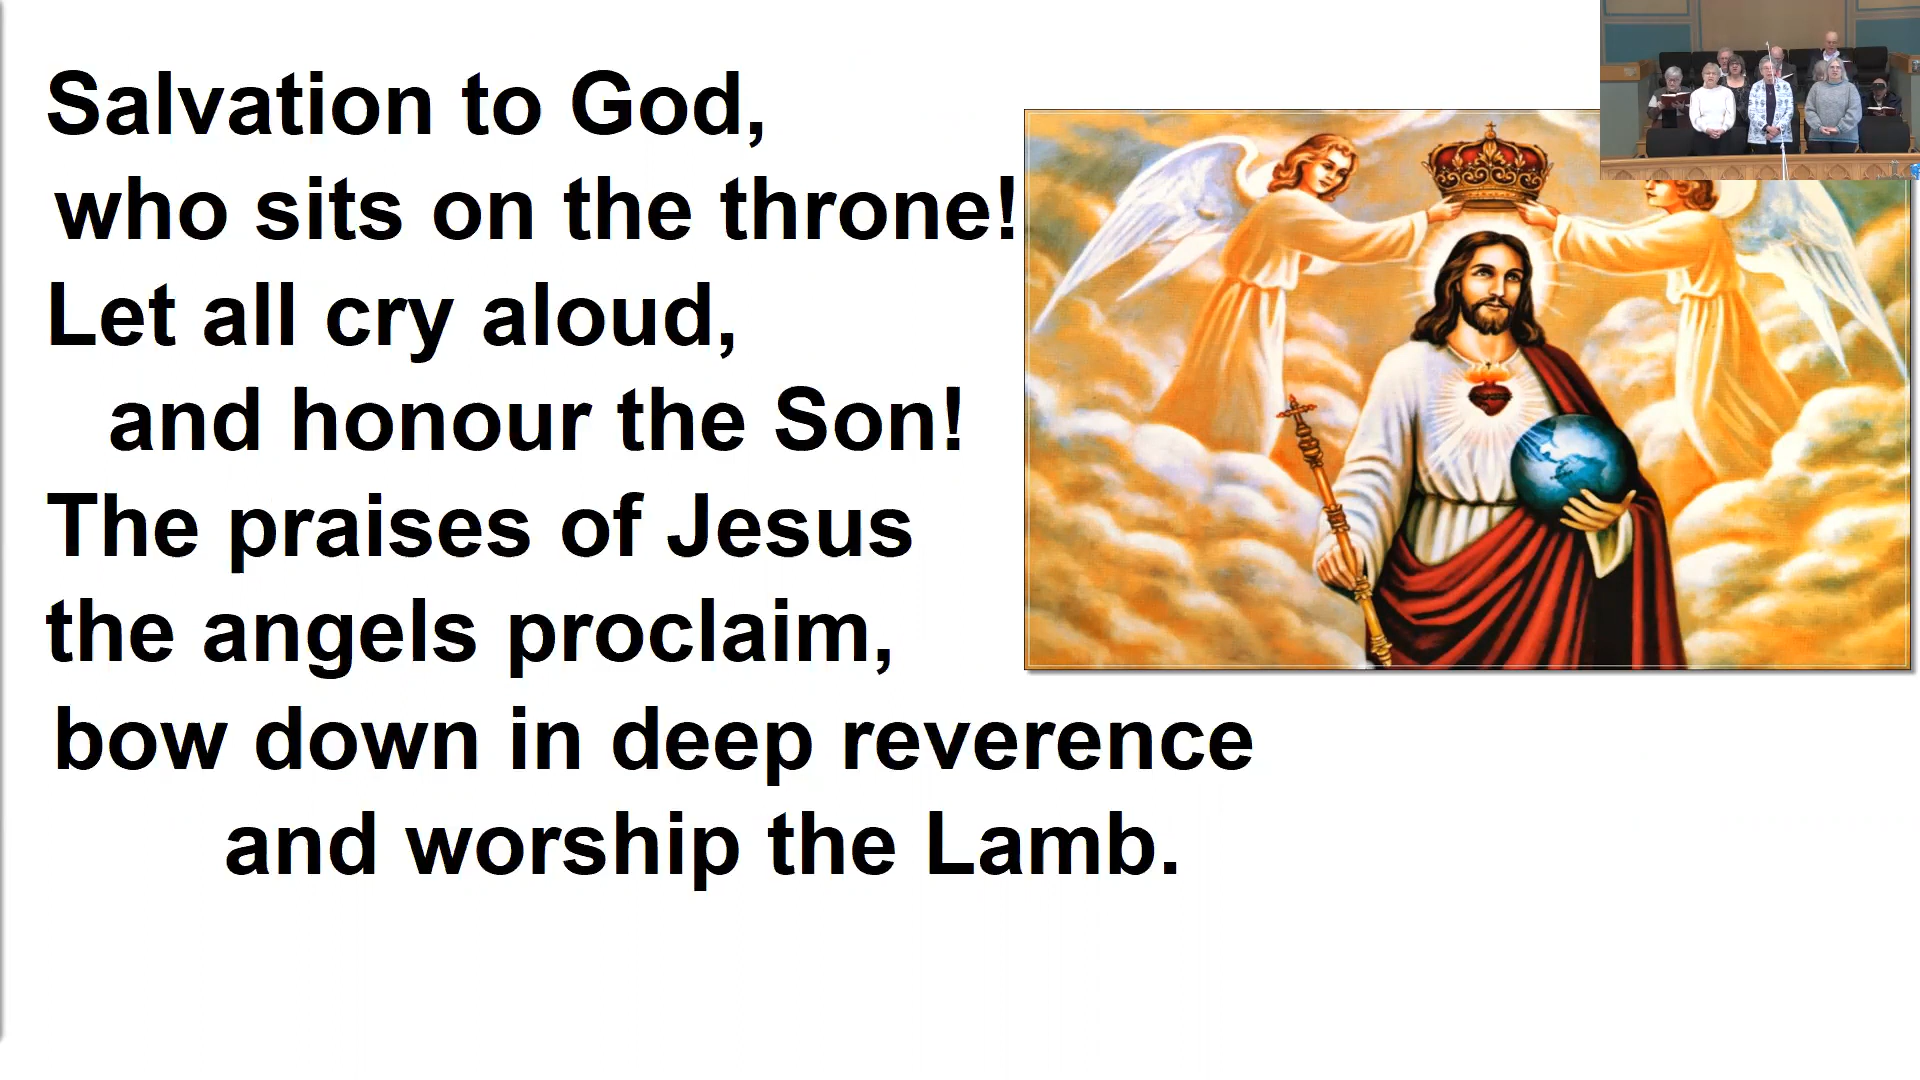 Salvation to God,
who sits on the throne!
Let all cry aloud,
and honour the Son!
The praises of Jesus
the angels proclaim,
bow down in deep reverence
and worship the Lamb.